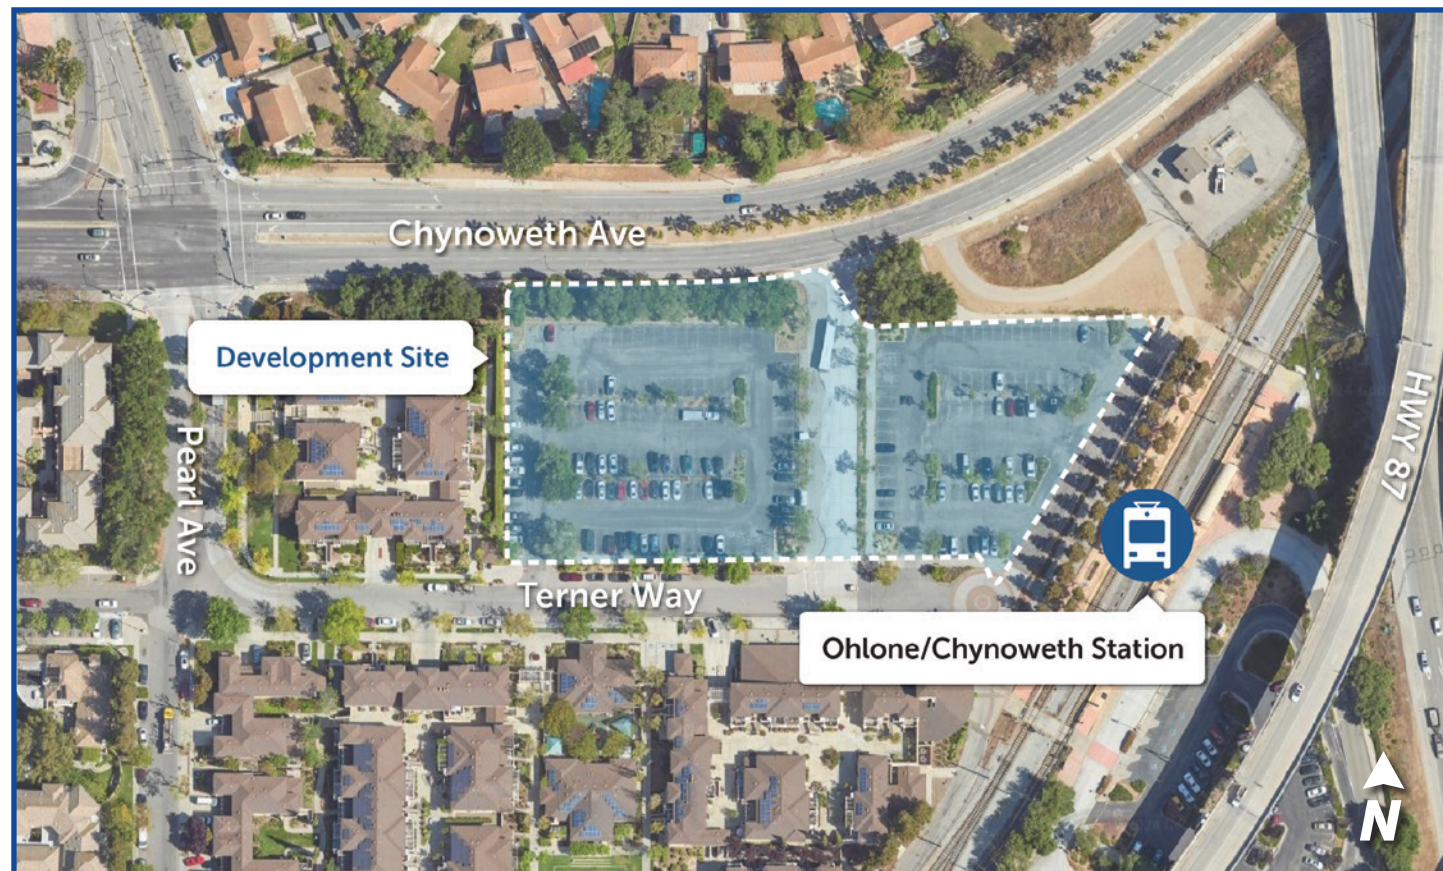 Chynoweth Ave
Development Site
HWY 87
Pearl Ave
Terner Way
Ohlone/Chynoweth Station
N